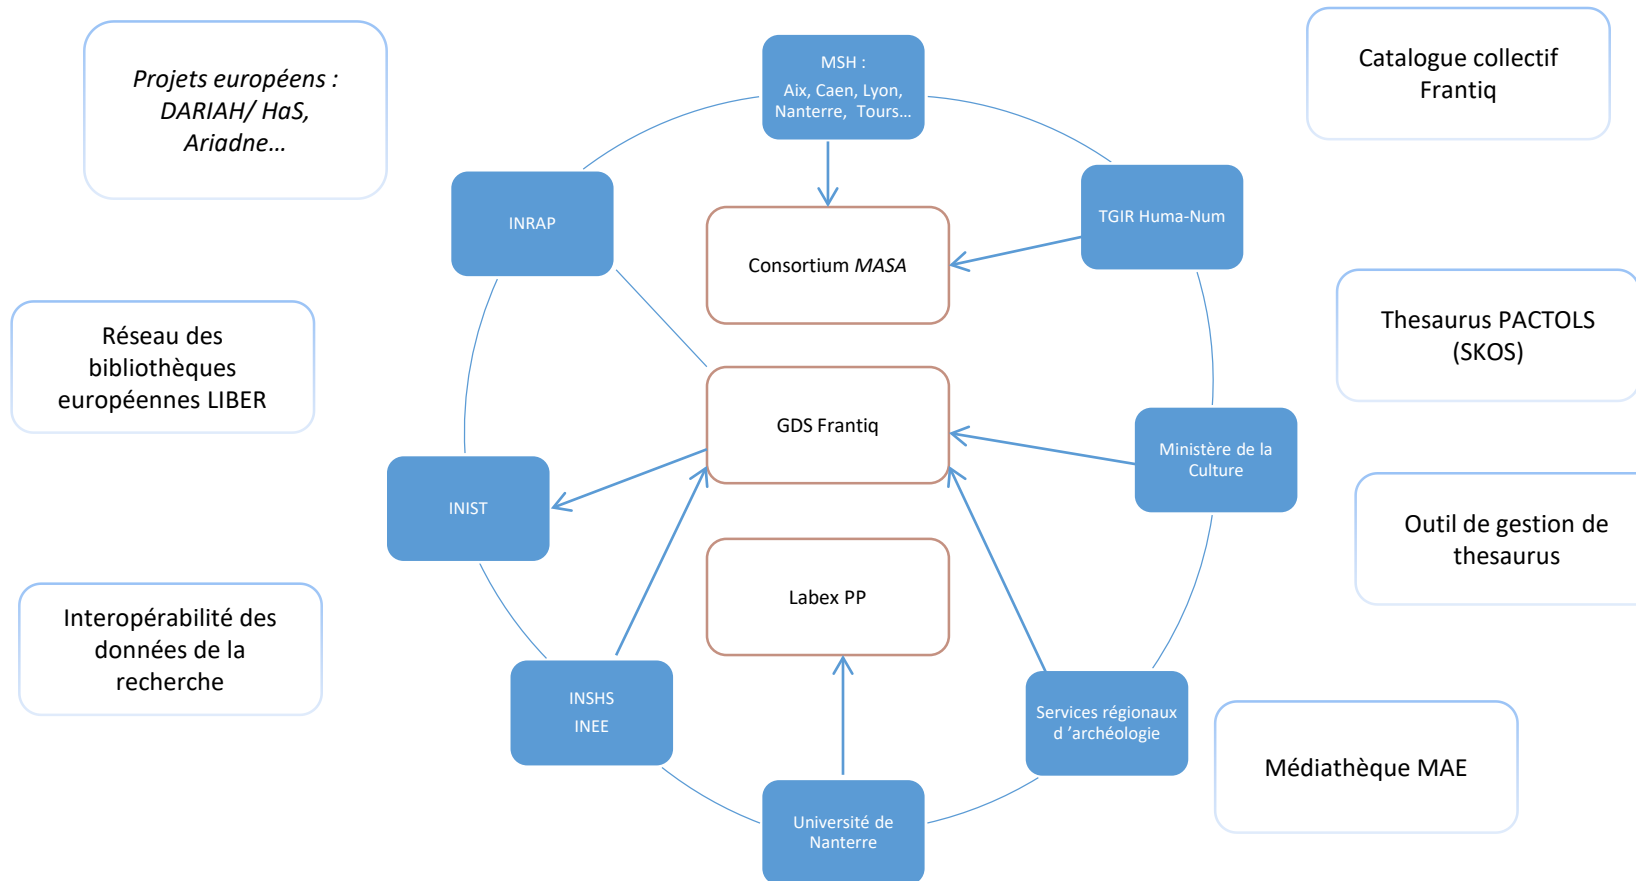 Projets européens :
DARIAH/ HaS,
Ariadne…
MSH :
Aix, Caen, Lyon,
Nanterre, Tours…
Catalogue collectif
Frantiq
INRAP
TGIR Huma-Num
Consortium MASA
Réseau des
bibliothèques
européennes LIBER
Thesaurus PACTOLS
(SKOS)
GDS Frantiq
Ministère de la
Culture
INIST
Outil de gestion de
thesaurus
Interopérabilité des
données de la
recherche
Labex PP
INSHS
INEE
Services régionaux
d ’archéologie
Médiathèque MAE
Université de
Nanterre